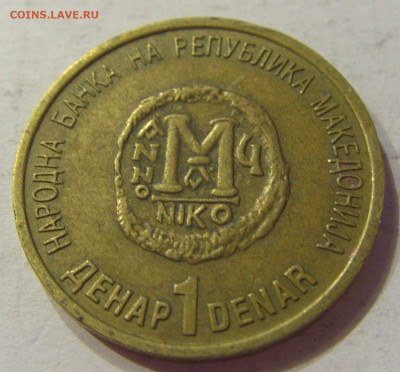 COINS.LAVE.RU
НАРОДНА БАНКА НА РЕПУБЛИКА МАКЕДОНИЈА
ANNO
M
Ч
A
NIKO
ДЕНАР 1 DENAR